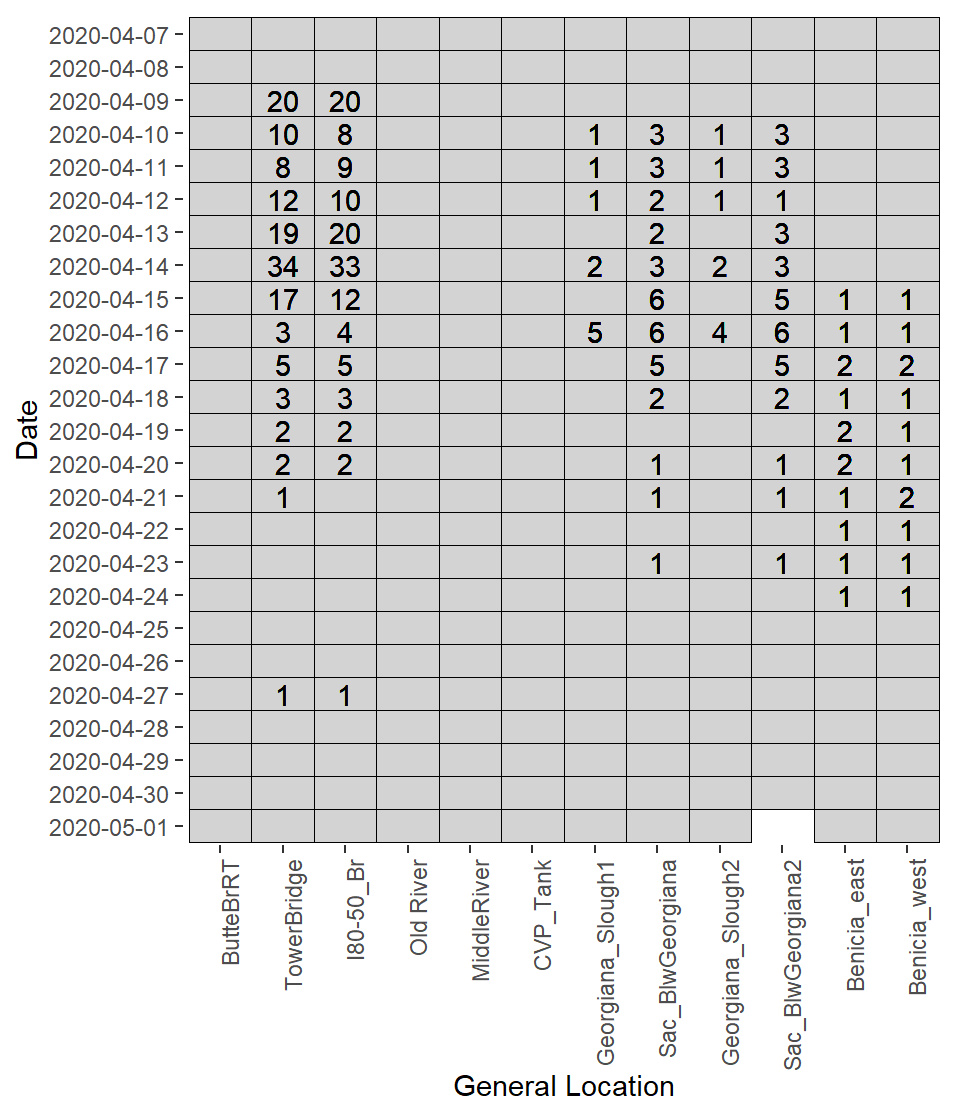 2020-04-07
2020-04-08
2020-04-09 20 20
2020-04-10 10 8 1 3 1 3
2020-04-11 8 9 1 3 1 3
2020-04-12 12 10 1 2 1 1
2020-04-13 19 20 2 3
2020-04-14 34 33 2 3 2 3
2020-04-15 17 12 6 5 1 1
2020-04-16 3 4 5 6 4 6 1 1
2020-04-17 5 5 5 5 2 2
2020-04-18 3 3 2 2 1 1
2020-04-19 2 2 2 1
2020-04-20 2 2 1 1 2 1
2020-04-21 1 1 1 1 2
2020-04-22 1 1
2020-04-23 1 1 1 1
2020-04-24 1 1
2020-04-25
2020-04-26
2020-04-27 1 1
2020-04-28
2020-04-29
2020-04-30
2020-05-01
Date
ButteBrRT
TowerBridge
I80-50_Br
Old River
MiddleRiver
CVP_Tank
Georgiana_Slough1
Sac_BlwGeorgiana
Georgiana_Slough2
Sac_BlwGeorgiana2
Benicia_east
Benicia_west
General Location